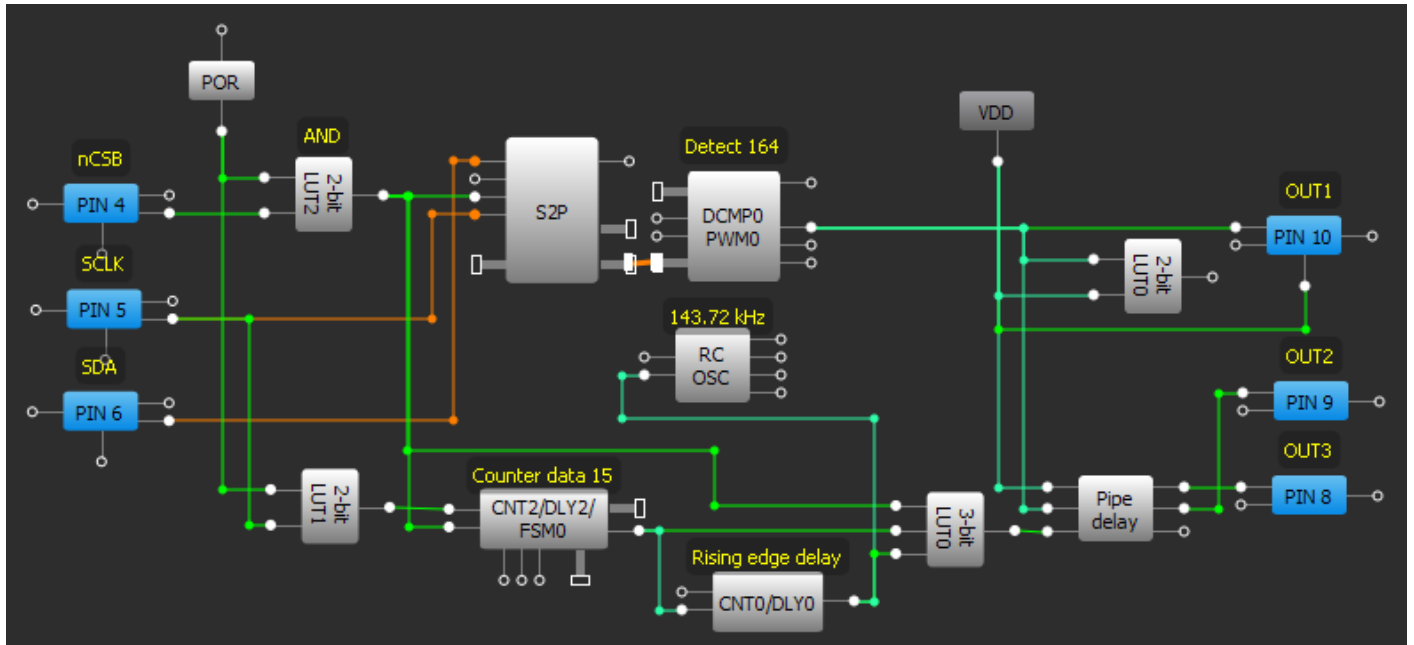 POR
nCSB
PIN 4
SCLK
PIN 5
SDA
PIN 6
AND
2-bit
LUT2
S2P
Detect 164
DCMP0
PWM0
143.72 kHz
RC
OSC
VDD
OUT1
PIN 10
2-bit
LUT0
OUT2
PIN 9
OUT3
PIN 8
2-bit
LUT1
Counter data 15
CNT2/DLY2/
FSM0
Rising edge delay
CNT0/DLY0
3-bit
LUT0
Pipe
delay